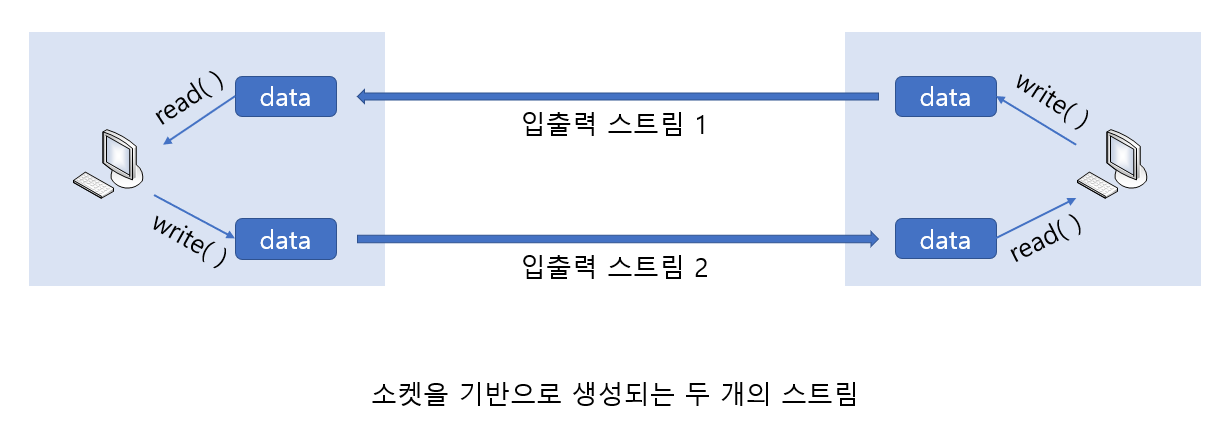 read( )
data
data
write( )
입출력 스트림 1
write( )
data
data
read( )
입출력 스트림 2
소켓을 기반으로 생성되는 두 개의 스트림